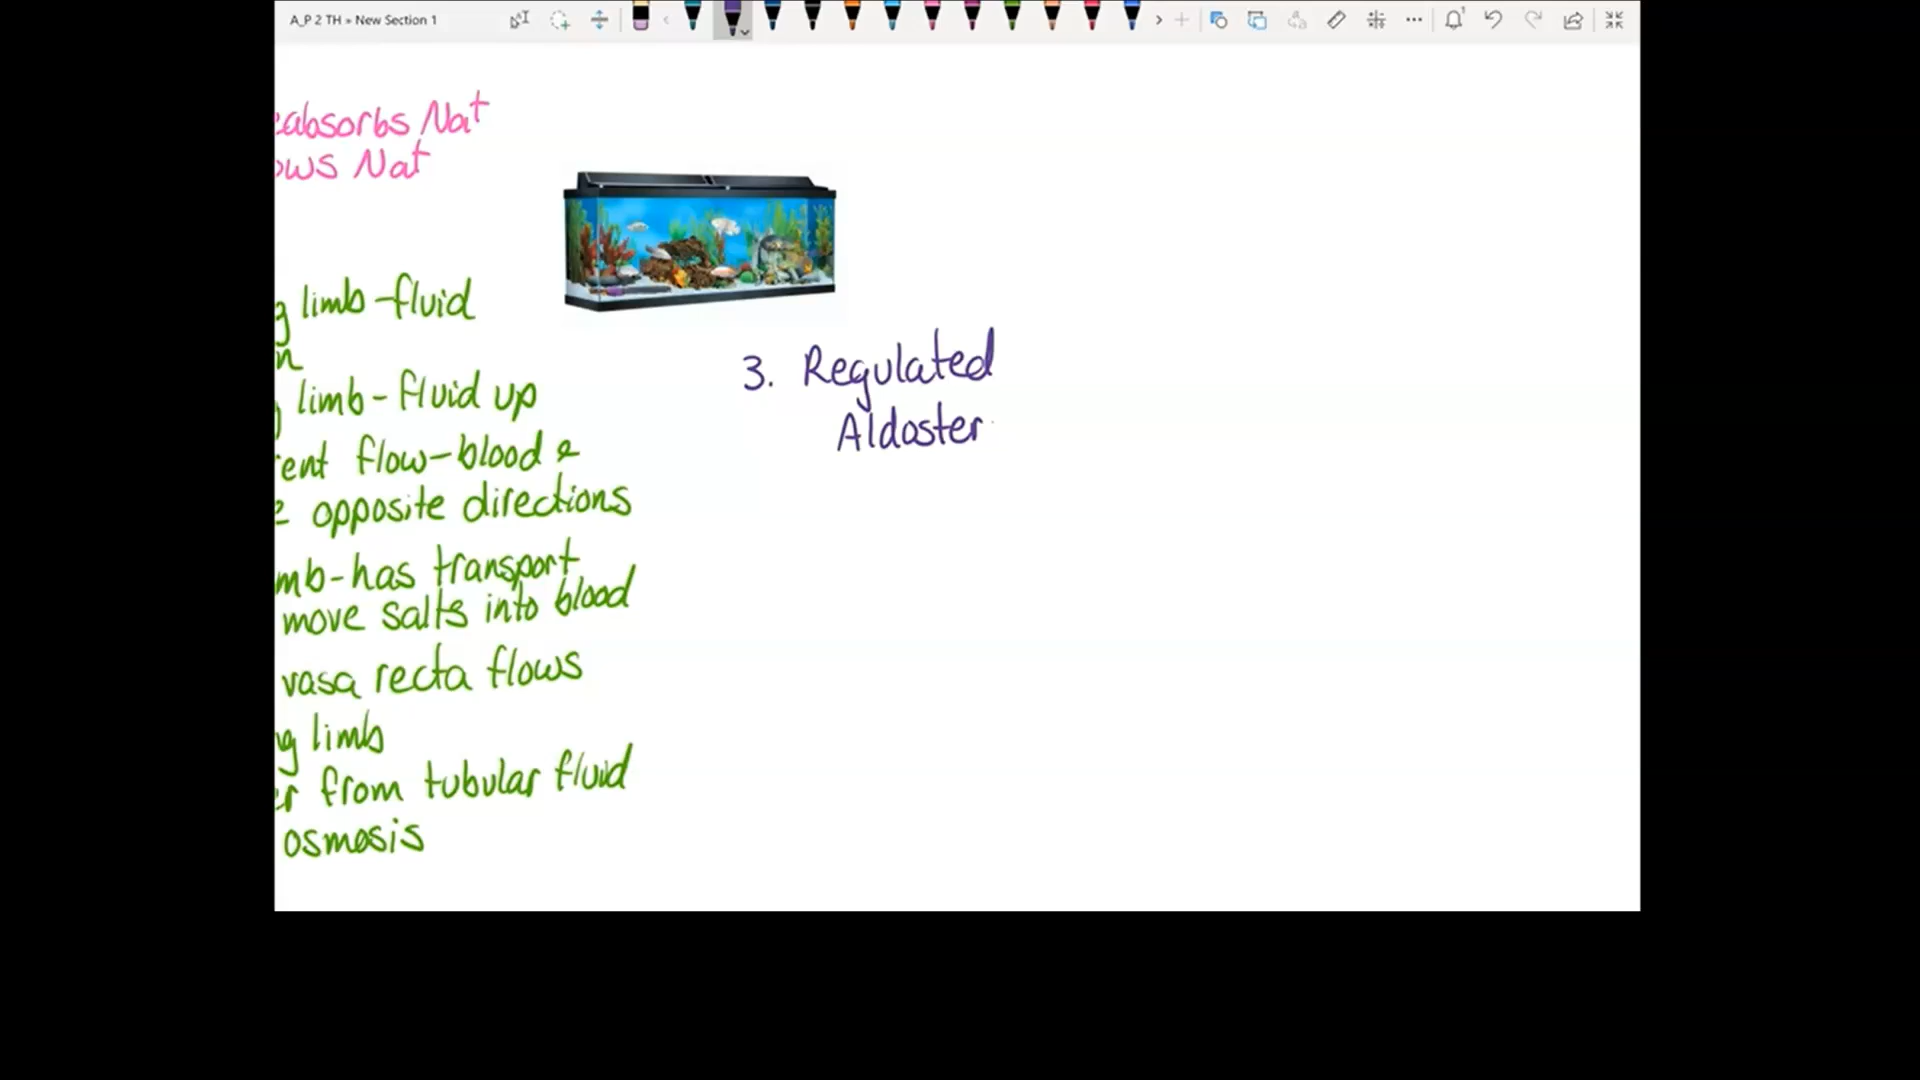 A_P 2 TH » New Section 1
absorbs Na+
ows Na+
limb-fluid
n
limb-fluid up
ent flow-blood &
opposite directions
mb-has transport
move salts into blood
vasa recta flows
g limb
r from tubular fluid
osmosis
3. Regulated
Aldoster